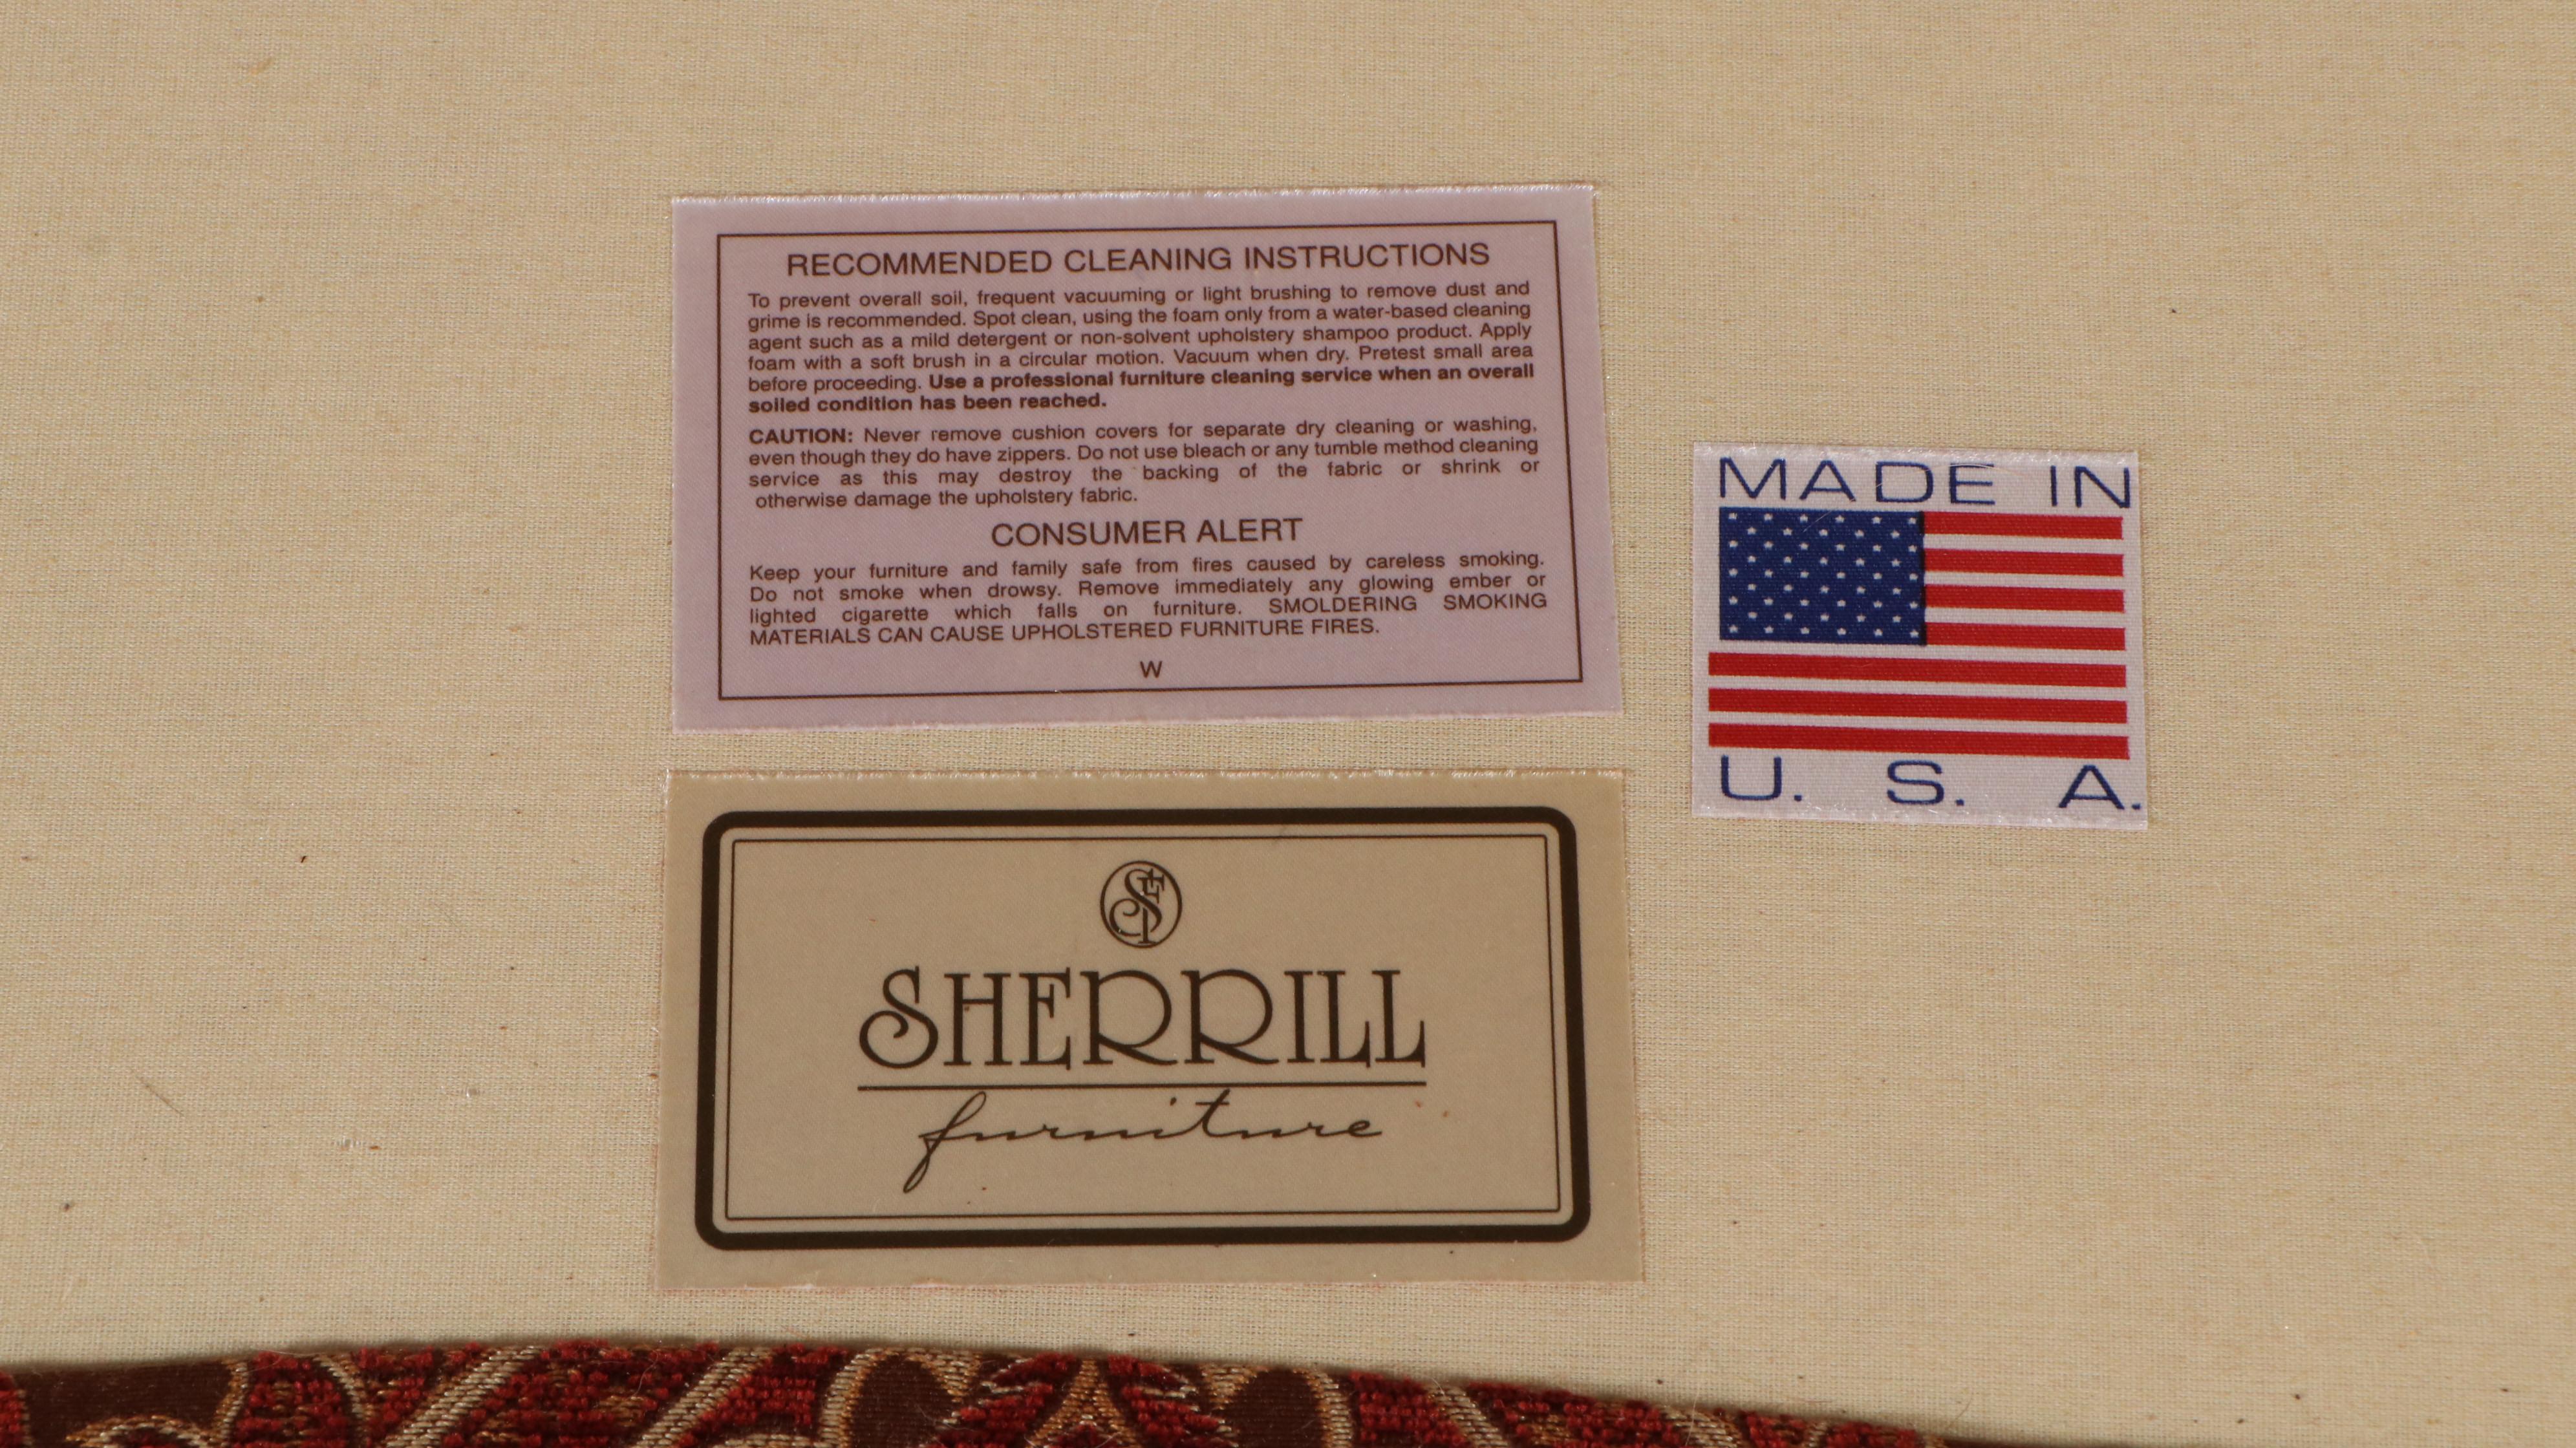 RECOMMENDED CLEANING INSTRUCTIONS
To prevent overall soil, frequent vacuuming or light brushing to remove dust and
grime is recommended. Spot clean, using the foam only from a water-based cleaning
agent such as a mild detergent or non-solvent upholstery shampoo product. Apply
foam with a soft brush in a circular motion. Vacuum when dry. Pretest small area
before proceeding. Use a professional furniture cleaning service when an overall
soiled condition has been reached.
CAUTION: Never remove cushion covers for separate dry cleaning or washing,
even though they do have zippers. Do not use bleach or any tumble method cleaning
service as this may destroy the backing of the fabric or shrink or
otherwise damage the upholstery fabric.
CONSUMER ALERT
Keep your furniture and family safe from fires caused by careless smoking.
Do not smoke when drowsy. Remove immediately any glowing ember or
lighted cigarette which falls on furniture. SMOLDERING SMOKING
MATERIALS CAN CAUSE UPHOLSTERED FURNITURE FIRES.
W
MADE IN
U. S. A.
SF
SHERRILL
furniture